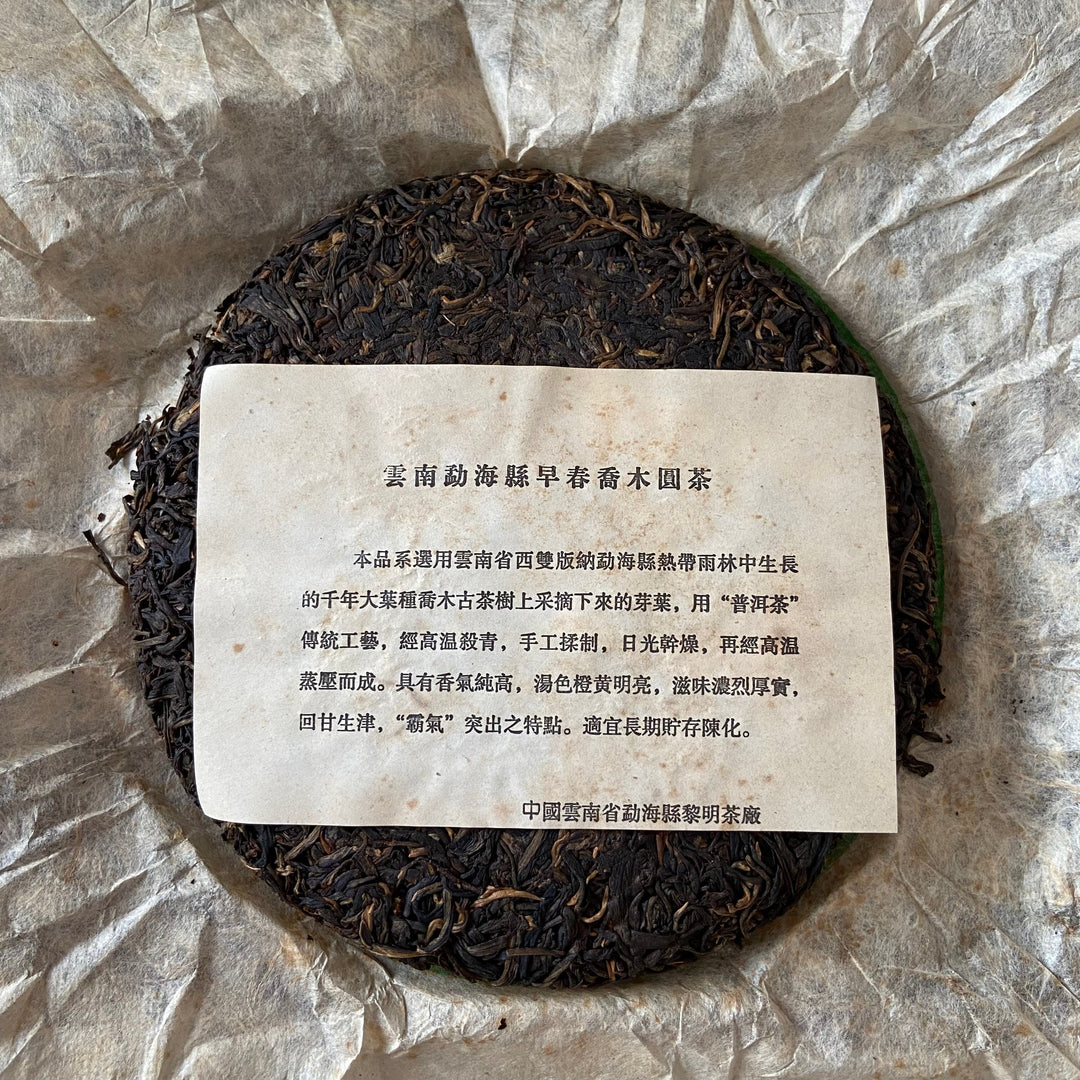 雲南勐海縣早春喬木圓茶
本品系選用雲南省西雙版納勐海縣熱帶雨林中生長
的千年大葉種喬木古茶樹上采摘下來的芽葉，用“普洱茶”
傳統工藝，經高温殺青，手工揉制，日光幹燥，再經高温
蒸壓而成。具有香氣純高，湯色橙黃明亮，滋味濃烈厚實，
回甘生津，“霸氣”突出之特點。適宜長期貯存陳化。
中國雲南省勐海縣黎明茶廠